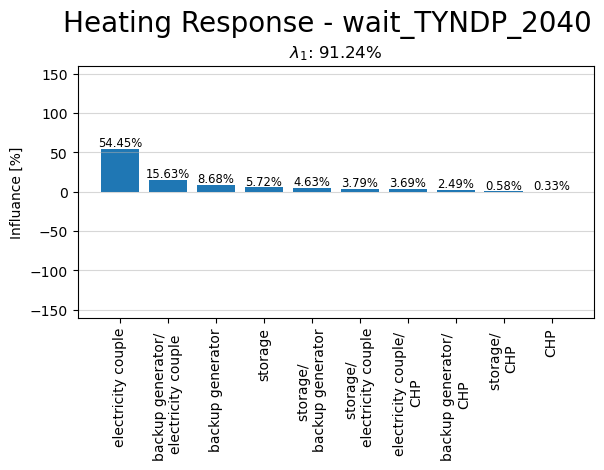 Heating Response - wait_TYNDP_2040
λ₁: 91.24%
Influance [%]
150
100
50
0
−50
−100
−150
54.45%
15.63%
8.68%
5.72%
4.63%
3.79%
3.69%
2.49%
0.58%
0.33%
electricity couple
backup generator/
electricity couple
backup generator
storage
storage/
backup generator
storage/
electricity couple
electricity couple/
CHP
backup generator/
CHP
storage/
CHP
CHP